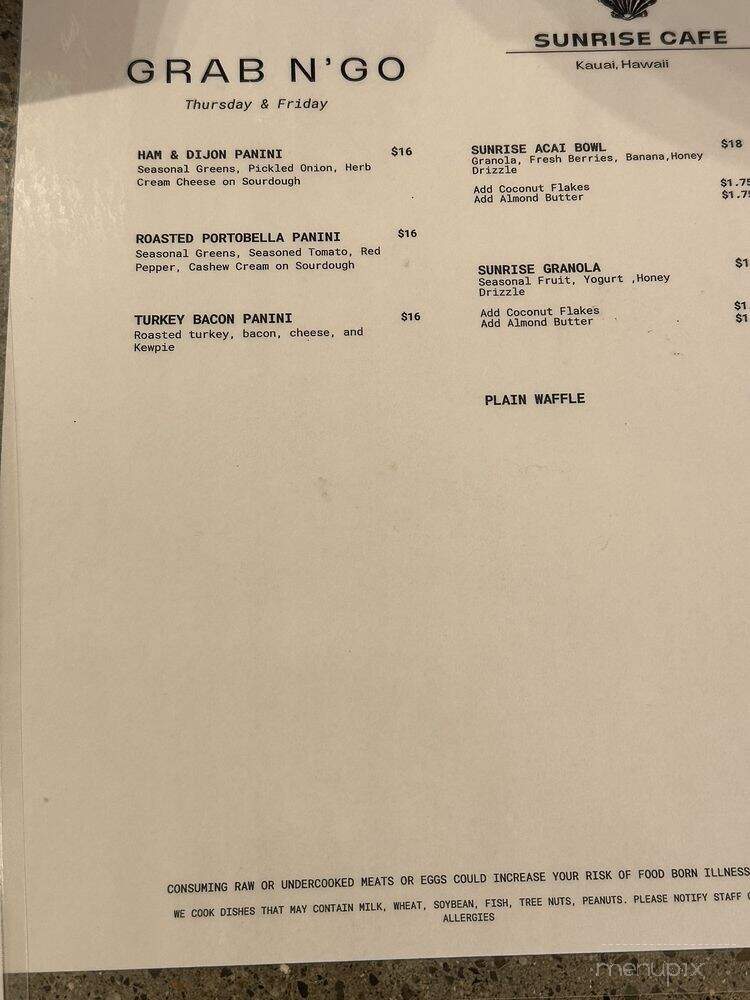 SUNRISE CAFE
Kauai, Hawaii
GRAB N'GO
Thursday & Friday
HAM & DIJON PANINI $16
Seasonal Greens, Pickled Onion, Herb
Cream Cheese on Sourdough
ROASTED PORTOBELLA PANINI $16
Seasonal Greens, Seasoned Tomato, Red
Pepper, Cashew Cream on Sourdough
TURKEY BACON PANINI $16
Roasted turkey, bacon, cheese, and
Kewpie
SUNRISE ACAI BOWL $18
Granola, Fresh Berries, Banana,Honey
Drizzle
Add Coconut Flakes $1.75
Add Almond Butter $1.75
SUNRISE GRANOLA
Seasonal Fruit, Yogurt ,Honey
Drizzle
Add Coconut Flakes
Add Almond Butter
PLAIN WAFFLE
CONSUMING RAW OR UNDERCOOKED MEATS OR EGGS COULD INCREASE YOUR RISK OF FOOD BORN ILLNESS
WE COOK DISHES THAT MAY CONTAIN MILK, WHEAT, SOYBEAN, FISH, TREE NUTS, PEANUTS. PLEASE NOTIFY STAFF
ALLERGIES
menupix